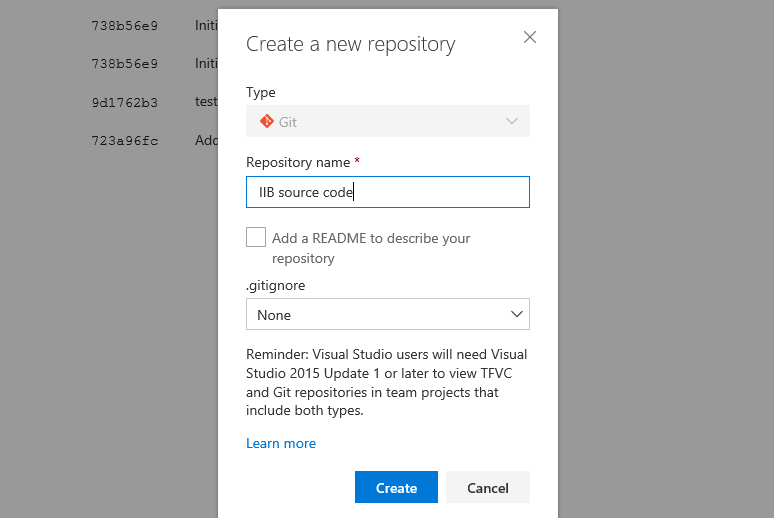 Create a new repository
738b56e9 Initi
738b56e9 Initi
9d1762b3 test
723a96fc Add
Type
Git
Repository name *
IIB source code
Add a README to describe your
repository
.gitignore
None
Reminder: Visual Studio users will need Visual
Studio 2015 Update 1 or later to view TFVC
and Git repositories in team projects that
include both types.
Learn more
Create Cancel